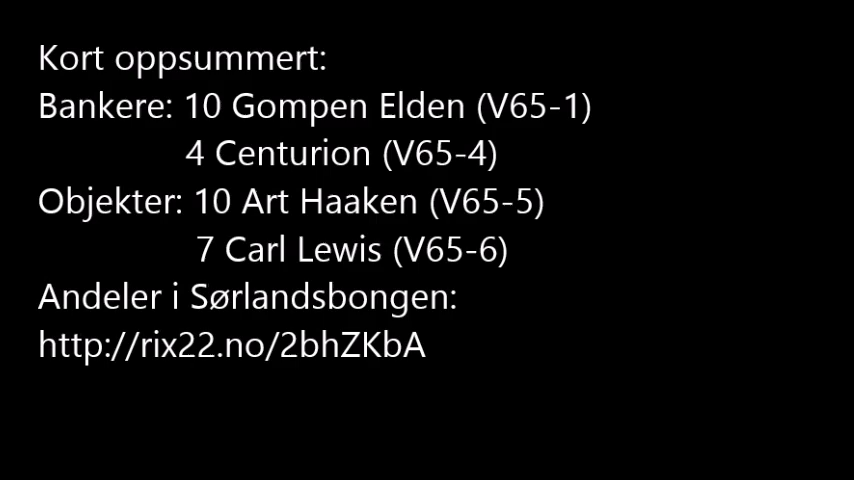 Kort oppsummert:
Bankere: 10 Gompen Elden (V65-1)
4 Centurion (V65-4)
Objekter: 10 Art Haaken (V65-5)
7 Carl Lewis (V65-6)
Andeler i Sørlandsbongen:
http://rix22.no/2bhZKbA